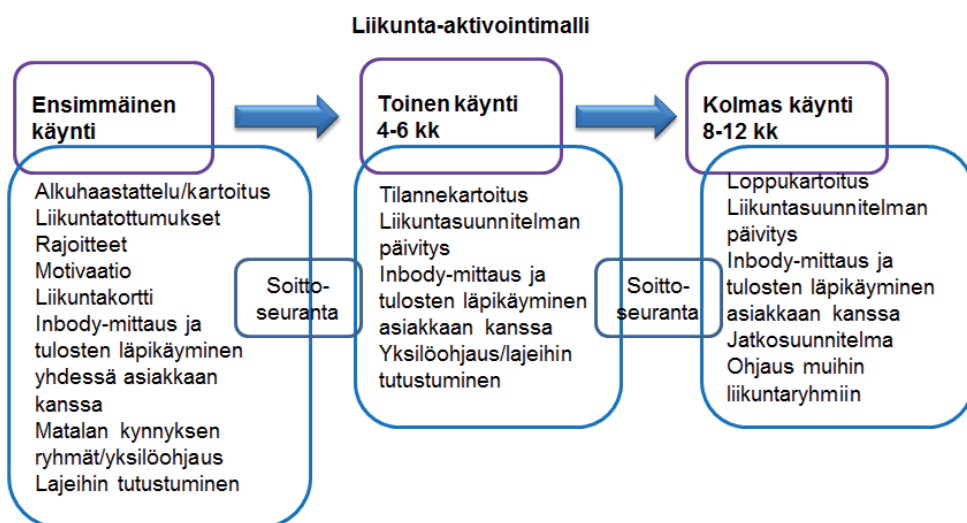 Liikunta-aktivointimalli
Ensimmäinen
käynti
Alkuhaastattelu/kartoitus
Liikuntatottumukset
Rajoitteet
Motivaatio
Liikuntakortti
Inbody-mittaus ja
tulosten läpikäyminen
yhdessä asiakkaan
kanssa
Matalan kynnyksen
ryhmät/yksilöohjaus
Lajeihin tutustuminen
Soitto-
seuranta
Toinen käynti
4-6 kk
Tilannekartoitus
Liikuntasuunnitelman
päivitys
Inbody-mittaus ja
tulosten läpikäyminen
asiakkaan kanssa
Yksilöohjaus/lajeihin
tutustuminen
Soitto-
seuranta
Kolmas käynti
8-12 kk
Loppukartoitus
Liikuntasuunnitelman
päivitys
Inbody-mittaus ja
tulosten läpikäyminen
asiakkaan kanssa
Jatkosuunnitelma
Ohjaus muihin
liikuntaryhmiin